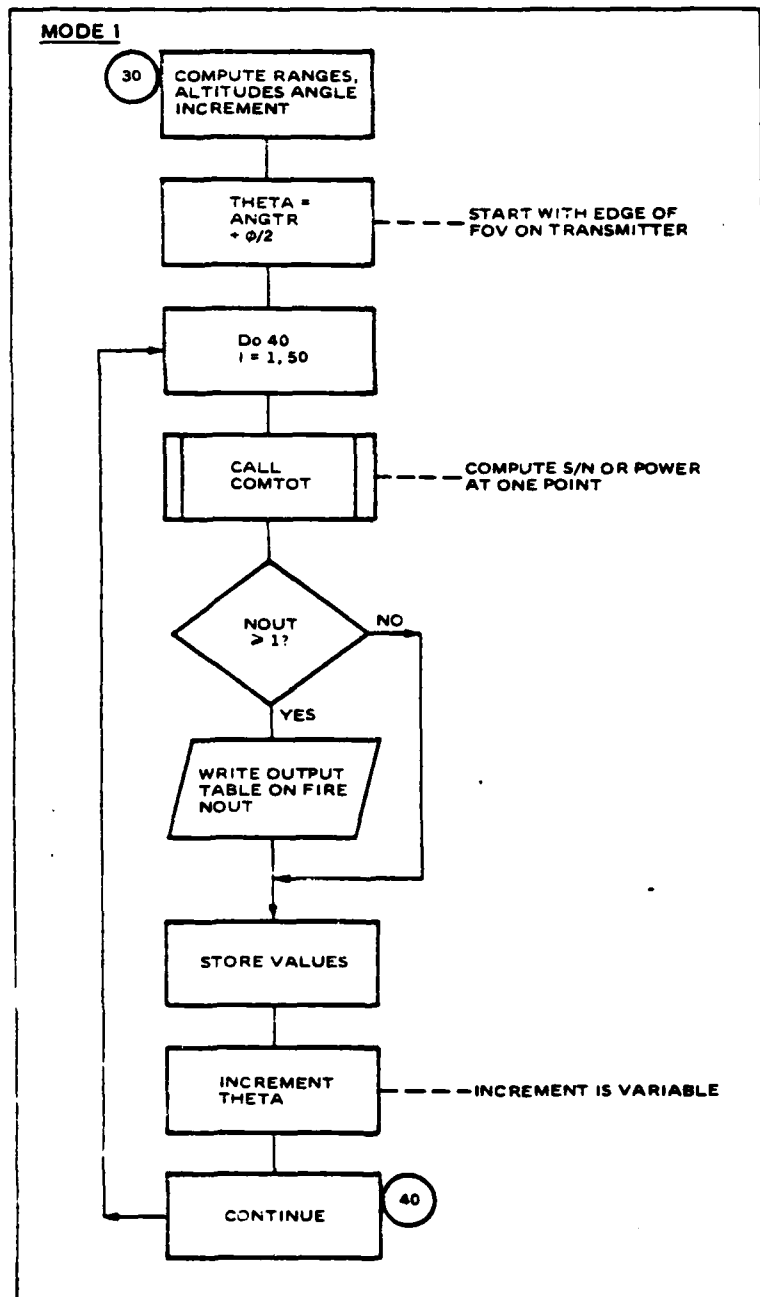 MODE 1
30
COMPUTE RANGES,
ALTITUDES ANGLE
INCREMENT
THETA =
ANGTR
+ φ/2
START WITH EDGE OF
FOV ON TRANSMITTER
Do 40
I = 1, 50
CALL
COMTOT
COMPUTE S/N OR POWER
AT ONE POINT
NOUT
≥ 1?
NO
YES
WRITE OUTPUT
TABLE ON FIRE
NOUT
STORE VALUES
INCREMENT
THETA
INCREMENT IS VARIABLE
CONTINUE
40